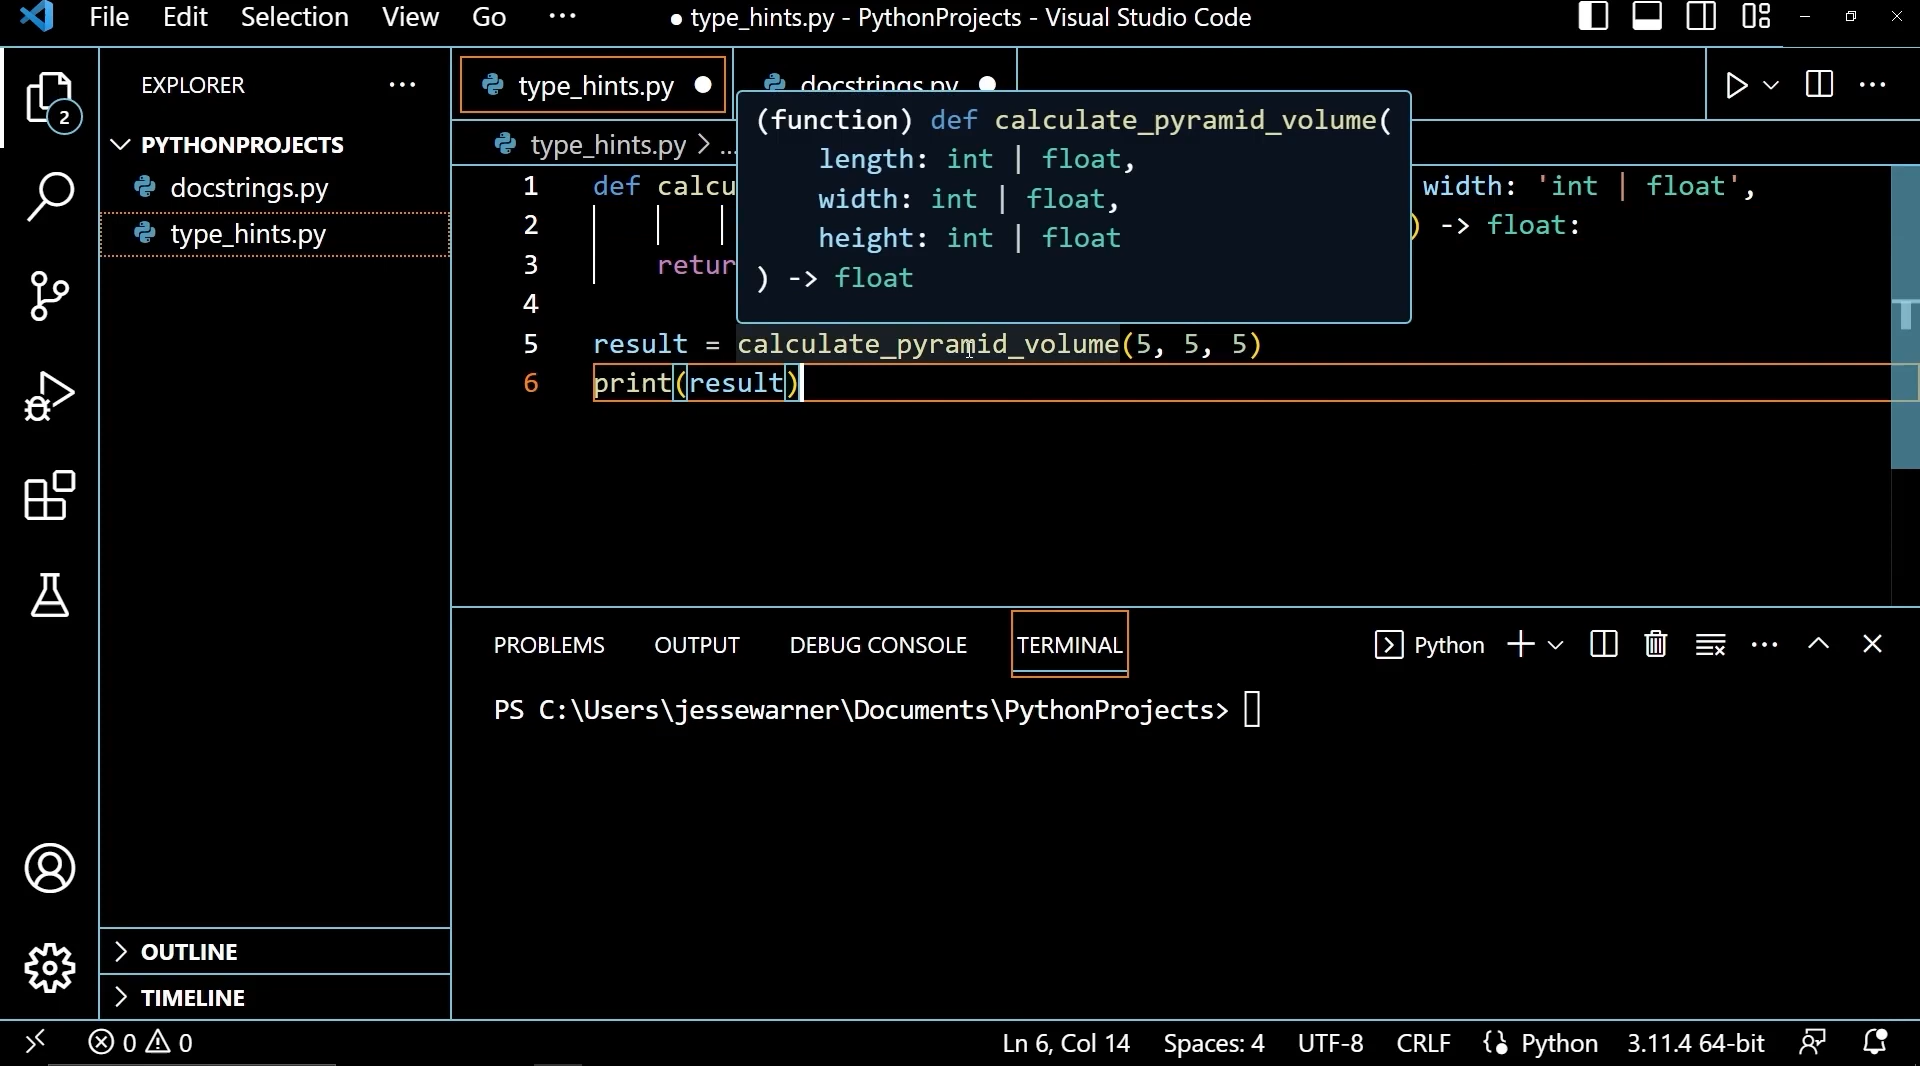 File Edit Selection View Go ··· ● type_hints.py - PythonProjects - Visual Studio Code
EXPLORER ···
2
PYTHONPROJECTS
docstrings.py
type_hints.py
OUTLINE
TIMELINE
type_hints.py ● docstrings.py ●
type_hints.py > ...
(function) def calculate_pyramid_volume(
length: int | float,
width: int | float,
height: int | float
) -> float
1 def calcu width: 'int | float',
2 ) -> float:
3 retur
4
5 result = calculate_pyramid_volume(5, 5, 5)
6 print(result)
PROBLEMS OUTPUT DEBUG CONSOLE TERMINAL Python
PS C:\Users\jessewarner\Documents\PythonProjects>
0 0 Ln 6, Col 14 Spaces: 4 UTF-8 CRLF Python 3.11.4 64-bit